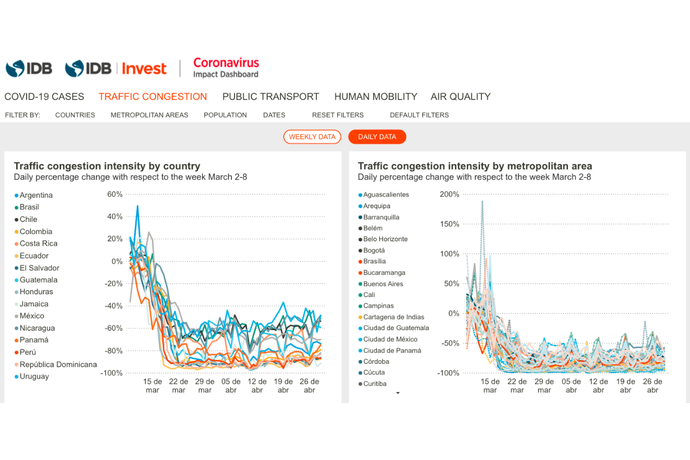 IDB IDB Invest Coronavirus
Impact Dashboard
COVID-19 CASES TRAFFIC CONGESTION PUBLIC TRANSPORT HUMAN MOBILITY AIR QUALITY
FILTER BY: COUNTRIES METROPOLITAN AREAS POPULATION DATES RESET FILTERS DEFAULT FILTERS
WEEKLY DATA DAILY DATA
Traffic congestion intensity by country
Daily percentage change with respect to the week March 2-8
Argentina
Brasil
Chile
Colombia
Costa Rica
Ecuador
El Salvador
Guatemala
Honduras
Jamaica
México
Nicaragua
Panamá
Perú
República Dominicana
Uruguay
60%
40%
20%
0%
-20%
-40%
-60%
-80%
-100%
15 de mar
22 de mar
29 de mar
05 de abr
12 de abr
19 de abr
26 de abr
Traffic congestion intensity by metropolitan area
Daily percentage change with respect to the week March 2-8
Aguascalientes
Arequipa
Barranquilla
Belém
Belo Horizonte
Bogotá
Brasília
Bucaramanga
Buenos Aires
Cali
Campinas
Cartagena de Indias
Ciudad de Guatemala
Ciudad de México
Ciudad de Panamá
Córdoba
Cúcuta
Curitiba
200%
150%
100%
50%
0%
-50%
-100%
15 de mar
22 de mar
29 de mar
05 de abr
12 de abr
19 de abr
26 de abr